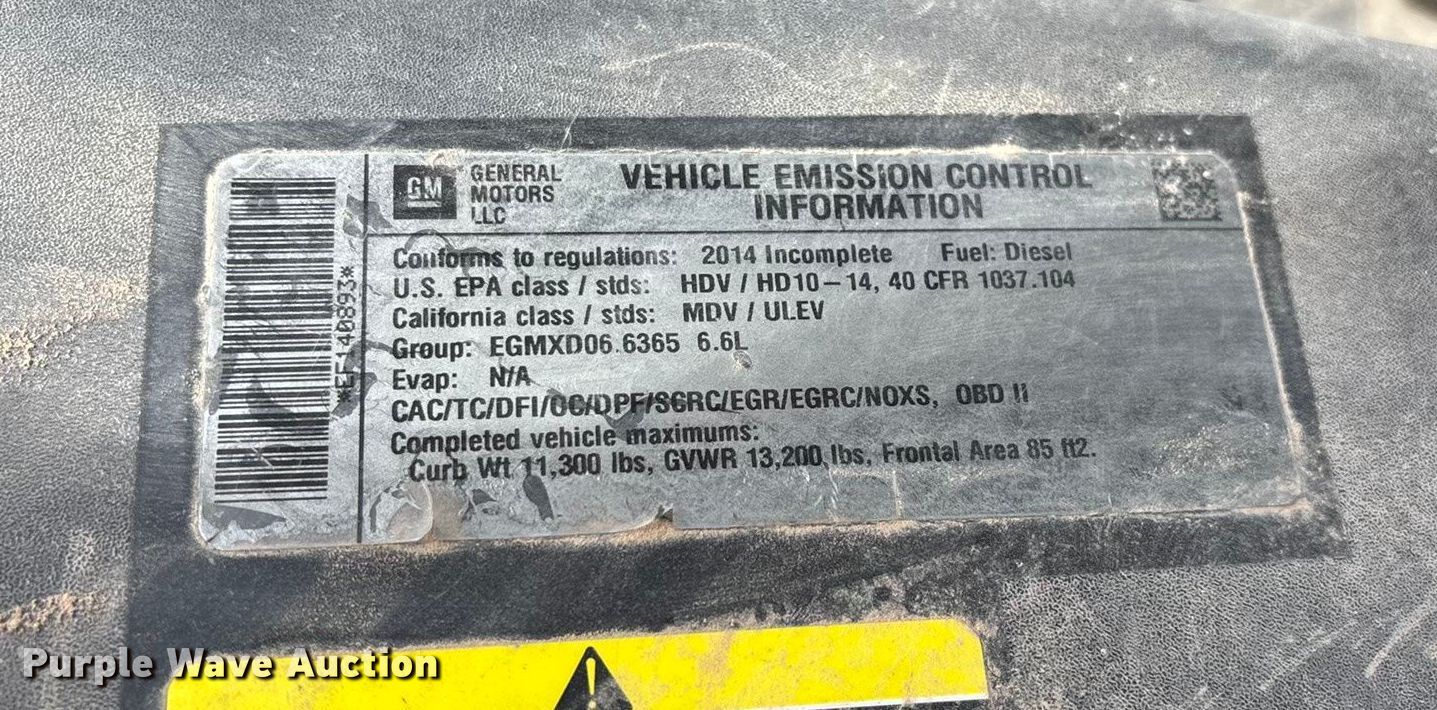 GM
GENERAL
MOTORS
LLC
VEHICLE EMISSION CONTROL
INFORMATION
*EF140893*
Conforms to regulations: 2014 Incomplete Fuel: Diesel
U.S. EPA class / stds: HDV / HD10-14, 40 CFR 1037.104
California class / stds: MDV / ULEV
Group: EGMXD06.6365 6.6L
Evap: N/A
CAC/TC/DFI/OC/DPF/SCRC/EGR/EGRC/NOXS, OBD II
Completed vehicle maximums:
Curb Wt 11,300 lbs, GVWR 13,200 lbs, Frontal Area 85 ft2.
Purple Wave Auction